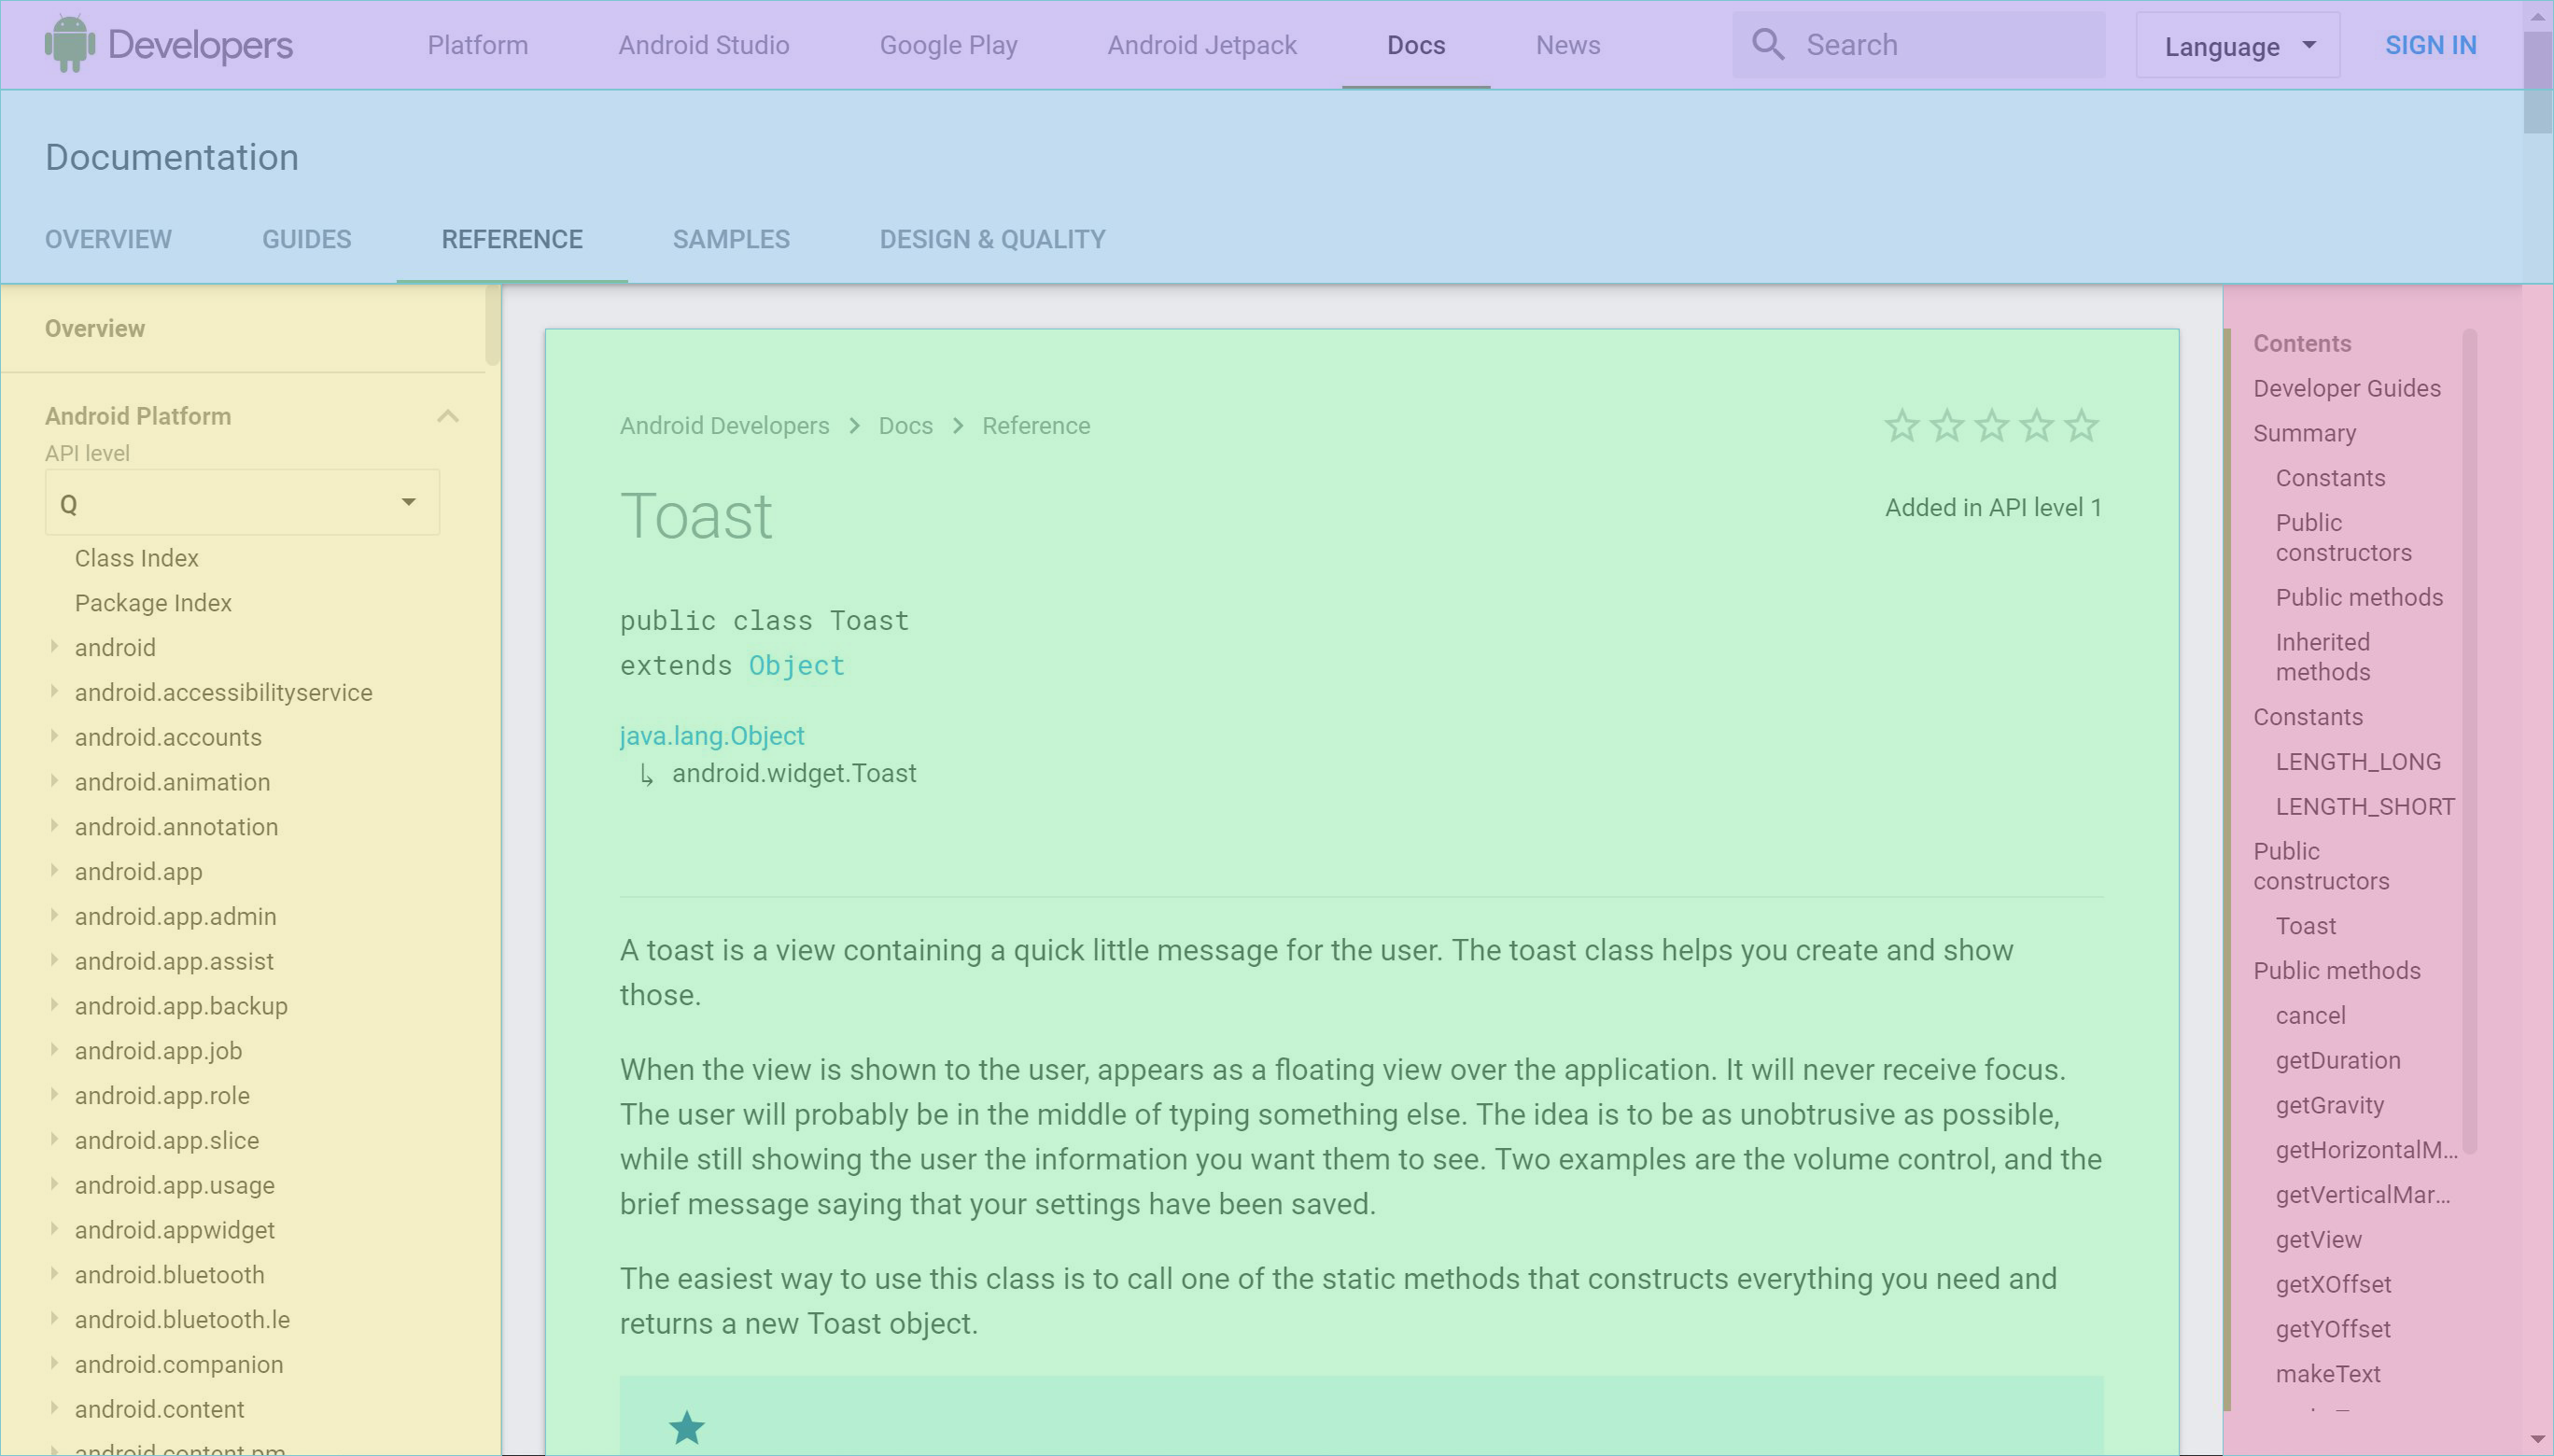 Developers
Platform
Android Studio
Google Play
Android Jetpack
Docs
News
Search
Language
SIGN IN
Documentation
OVERVIEW
GUIDES
REFERENCE
SAMPLES
DESIGN & QUALITY
Overview
Android Platform
API level
Q
Class Index
Package Index
android
android.accessibilityservice
android.accounts
android.animation
android.annotation
android.app
android.app.admin
android.app.assist
android.app.backup
android.app.job
android.app.role
android.app.slice
android.app.usage
android.appwidget
android.bluetooth
android.bluetooth.le
android.companion
android.content
android.content.pm
Android Developers > Docs > Reference
Toast
Added in API level 1
public class Toast
extends Object
java.lang.Object
↳ android.widget.Toast
A toast is a view containing a quick little message for the user. The toast class helps you create and show
those.
When the view is shown to the user, appears as a floating view over the application. It will never receive focus.
The user will probably be in the middle of typing something else. The idea is to be as unobtrusive as possible,
while still showing the user the information you want them to see. Two examples are the volume control, and the
brief message saying that your settings have been saved.
The easiest way to use this class is to call one of the static methods that constructs everything you need and
returns a new Toast object.
Contents
Developer Guides
Summary
Constants
Public
constructors
Public methods
Inherited
methods
Constants
LENGTH_LONG
LENGTH_SHORT
Public
constructors
Toast
Public methods
cancel
getDuration
getGravity
getHorizontalM...
getVerticalMar...
getView
getXOffset
getYOffset
makeText